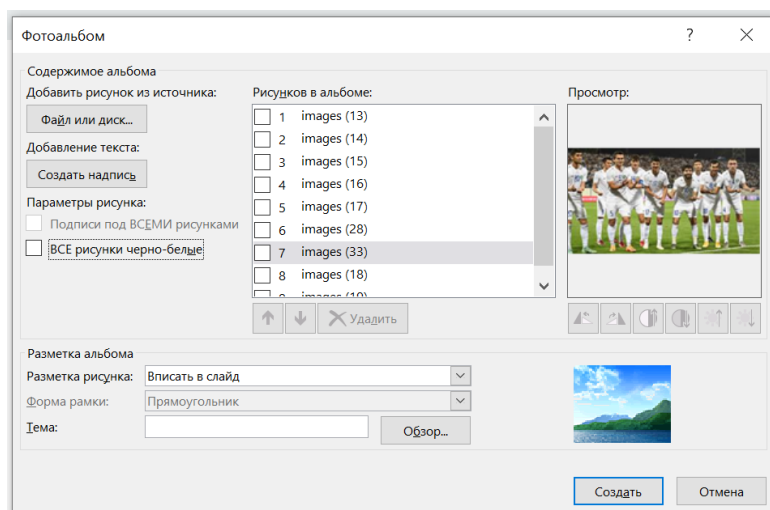 Фотоальбом
?
Содержимое альбома
Добавить рисунок из источника:
Файл или диск...
Добавление текста:
Создать надпись
Параметры рисунка:
Подписи под ВСЕМИ рисунками
ВСЕ рисунки черно-белые
Рисунков в альбоме:
1 images (13)
2 images (14)
3 images (15)
4 images (16)
5 images (17)
6 images (28)
7 images (33)
8 images (18)
Удалить
Просмотр:
Разметка альбома
Разметка рисунка: Вписать в слайд
Форма рамки: Прямоугольник
Тема:
Обзор...
Создать
Отмена